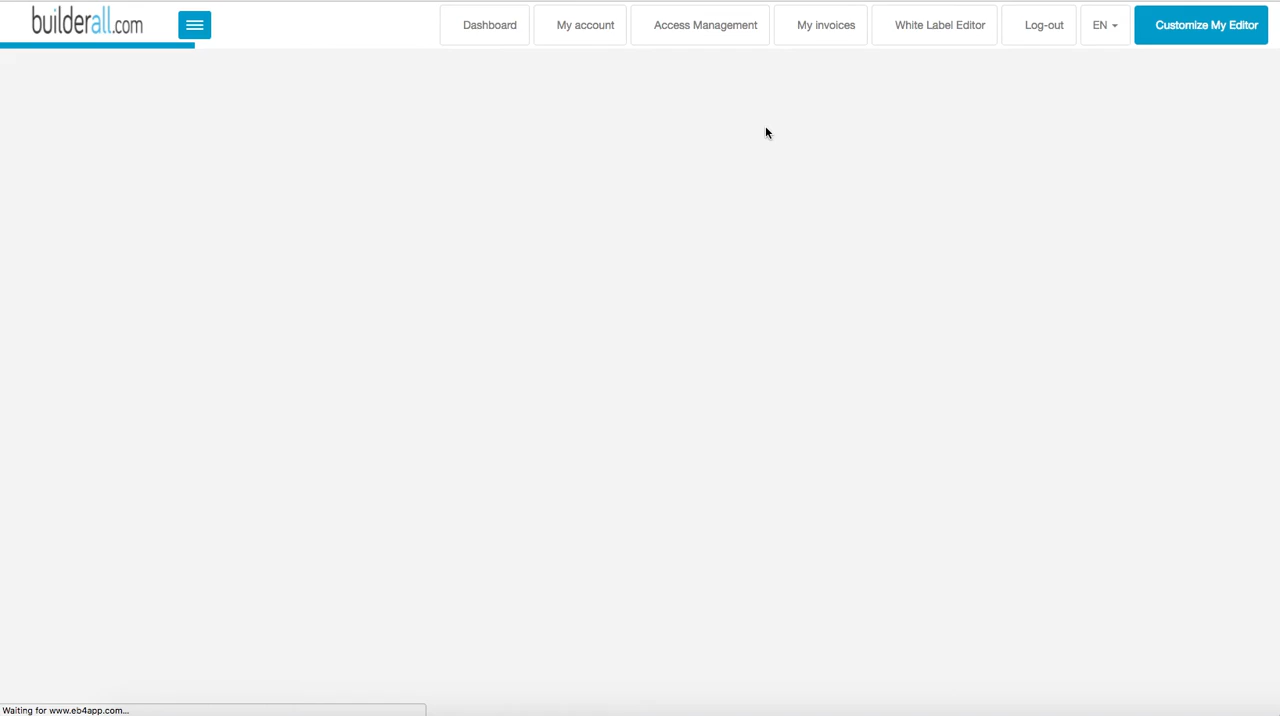 builderall.com
Dashboard
My account
Access Management
My invoices
White Label Editor
Log-out
EN
Customize My Editor
Waiting for www.eb4app.com...